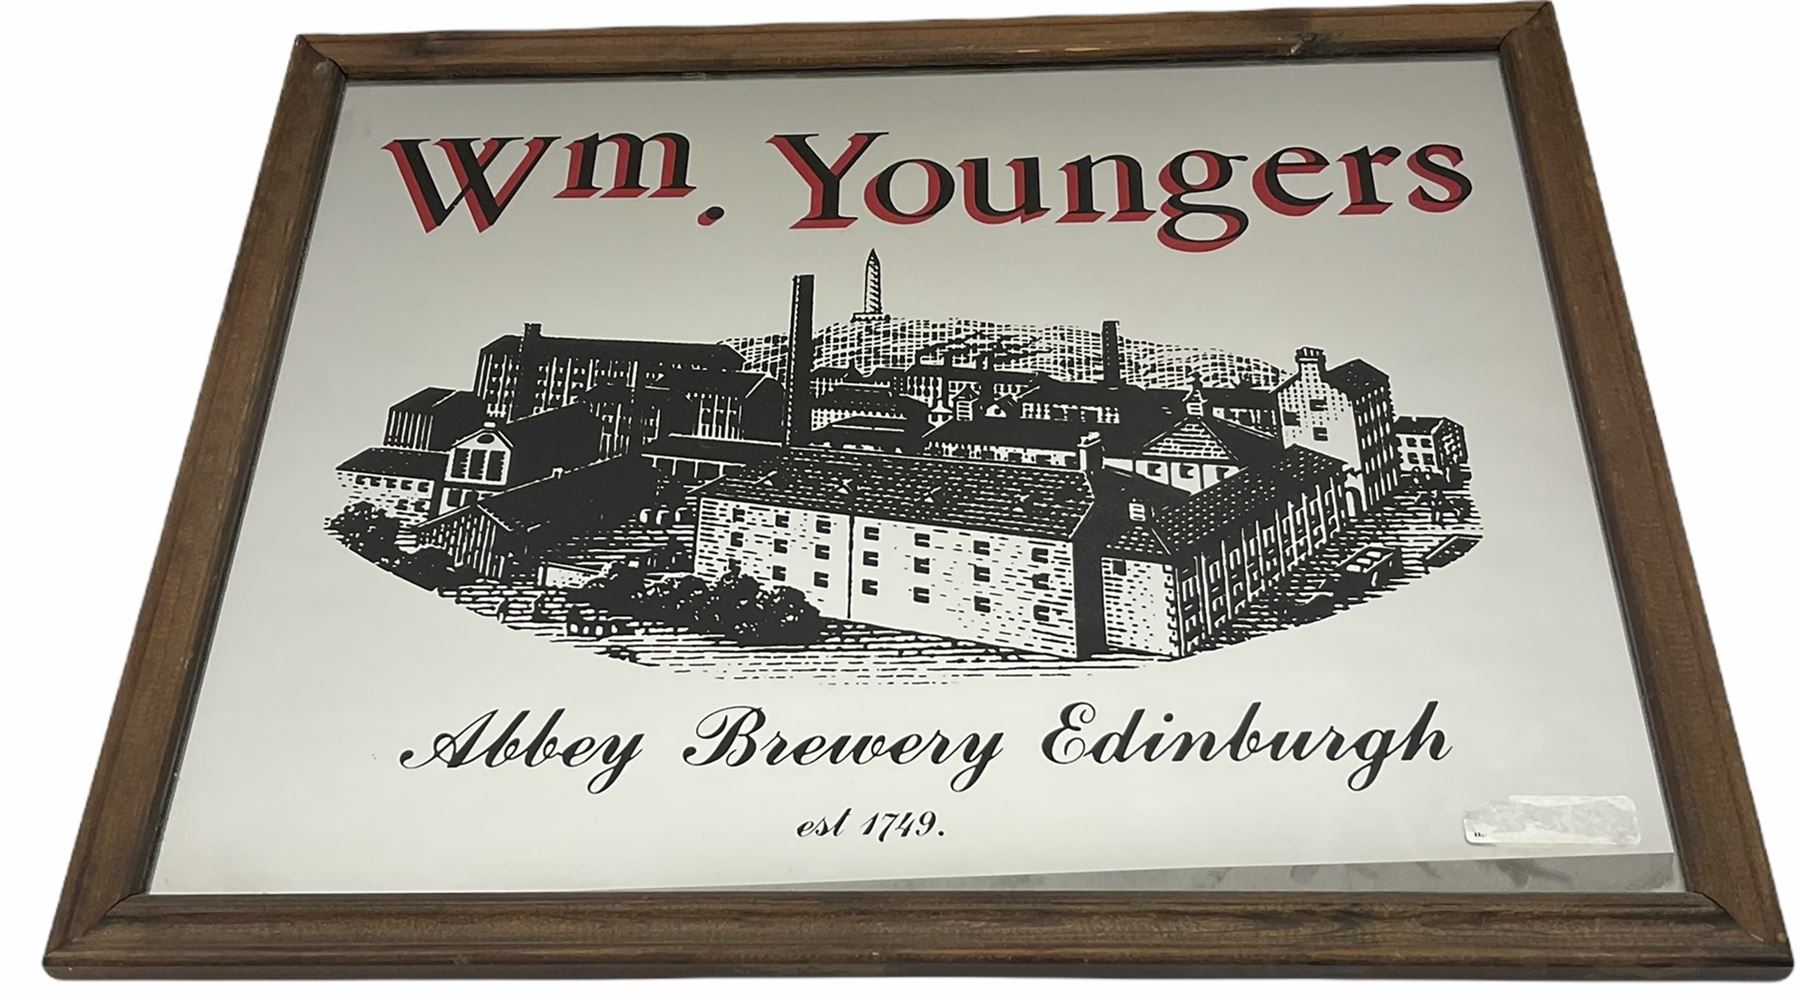 Wm. Youngers
Abbey Brewery Edinburgh
est 1749.